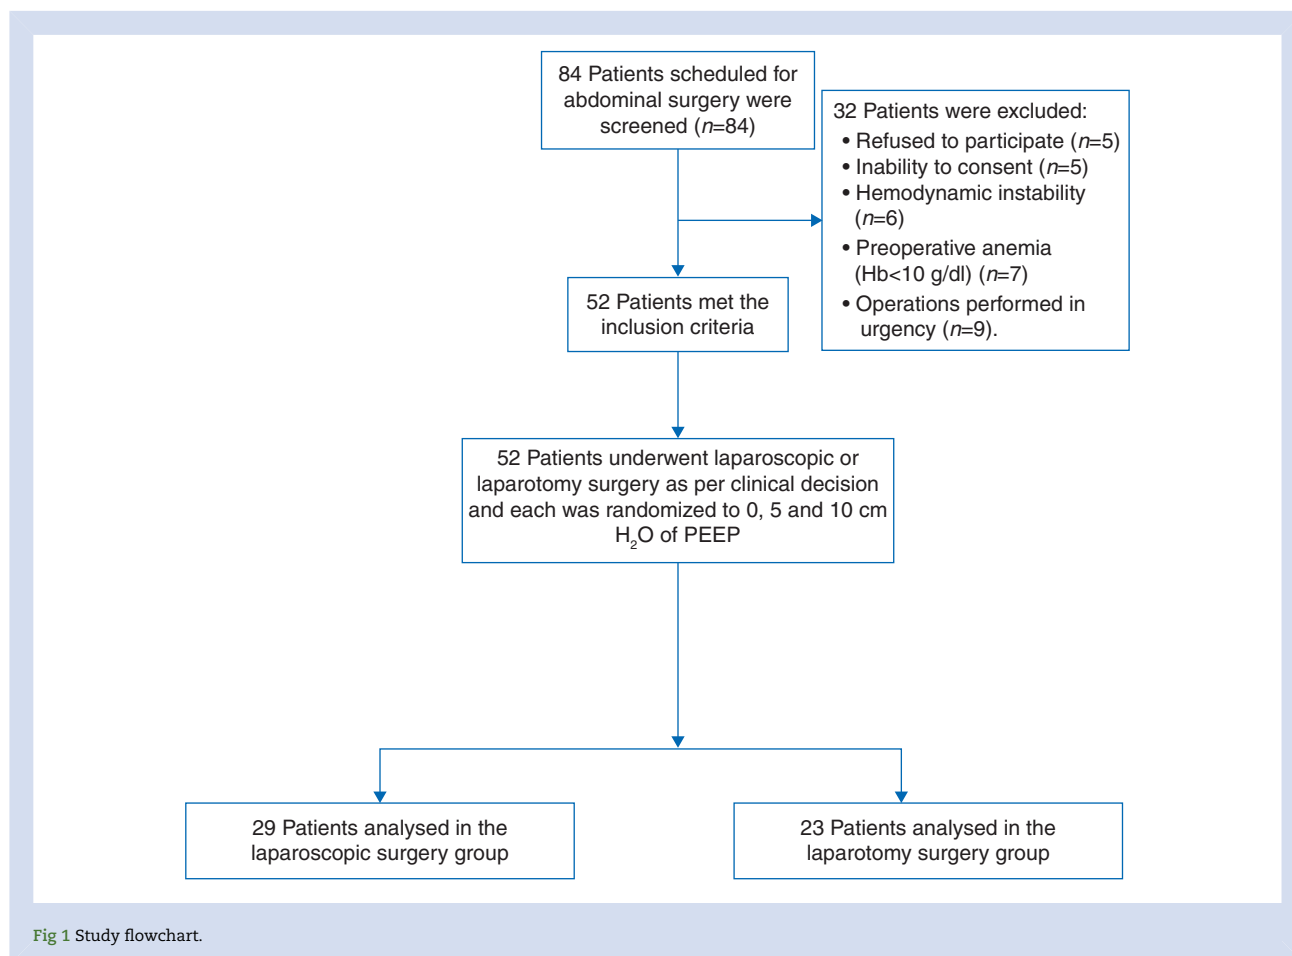 84 Patients scheduled for
abdominal surgery were
screened (n=84)
32 Patients were excluded:
• Refused to participate (n=5)
• Inability to consent (n=5)
• Hemodynamic instability
(n=6)
• Preoperative anemia
(Hb<10 g/dl) (n=7)
• Operations performed in
urgency (n=9).
52 Patients met the
inclusion criteria
52 Patients underwent laparoscopic or
laparotomy surgery as per clinical decision
and each was randomized to 0, 5 and 10 cm
H₂O of PEEP
29 Patients analysed in the
laparoscopic surgery group
23 Patients analysed in the
laparotomy surgery group
Fig 1 Study flowchart.